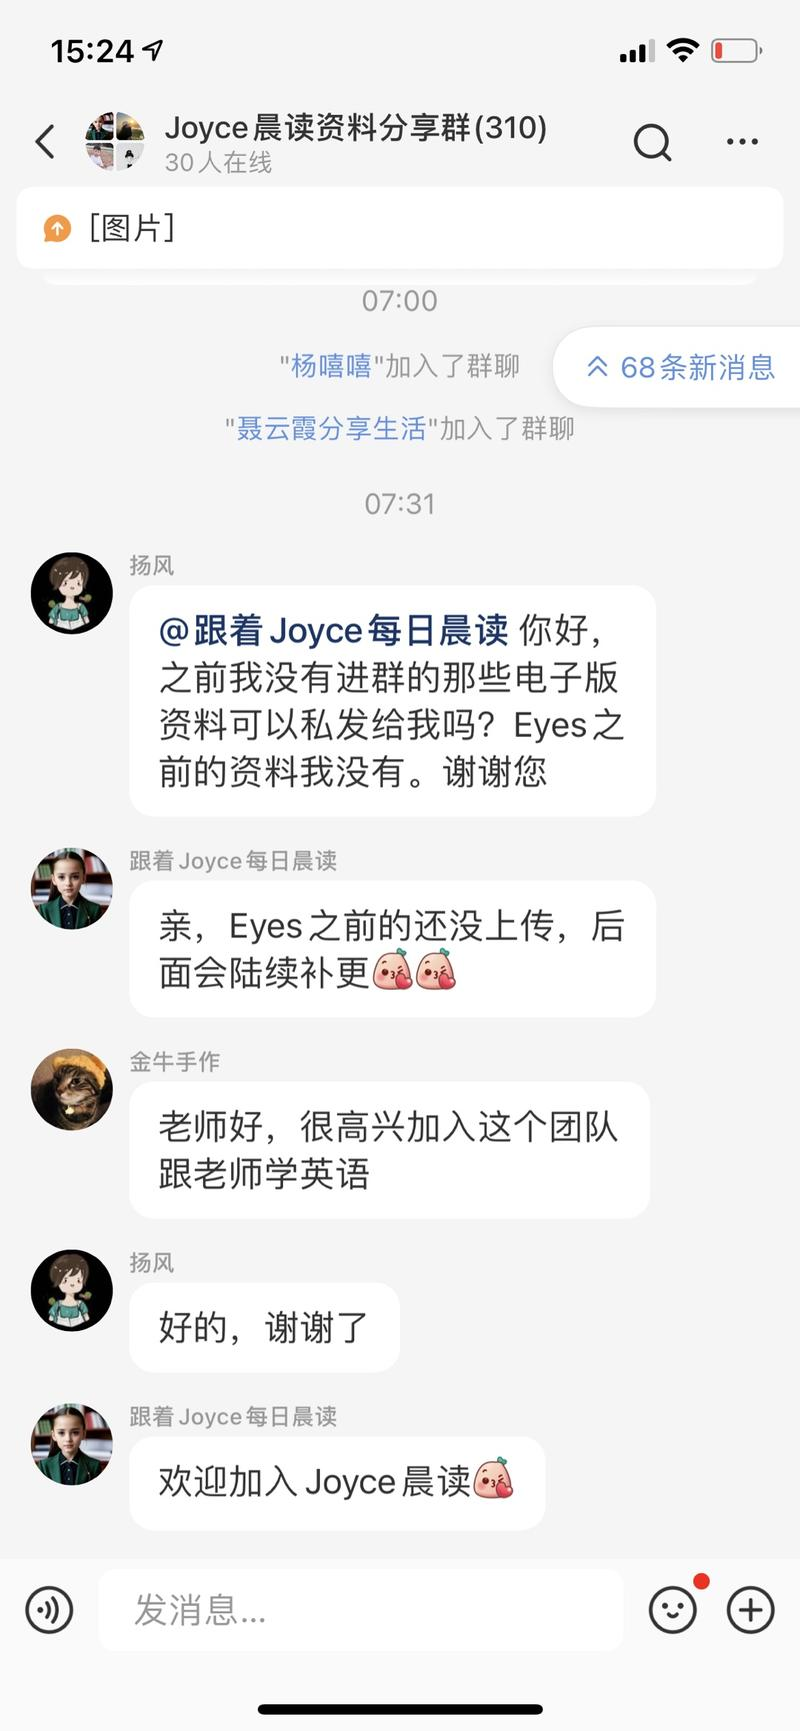 15:24
Joyce晨读资料分享群(310)
30人在线
[图片]
07:00
"杨嘻嘻"加入了群聊
68条新消息
"聂云霞分享生活"加入了群聊
07:31
扬风
@跟着Joyce每日晨读 你好，
之前我没有进群的那些电子版
资料可以私发给我吗？Eyes之
前的资料我没有。谢谢您
跟着Joyce每日晨读
亲，Eyes之前的还没上传，后
面会陆续补更
金牛手作
老师好，很高兴加入这个团队
跟老师学英语
扬风
好的，谢谢了
跟着Joyce每日晨读
欢迎加入Joyce晨读
发消息...